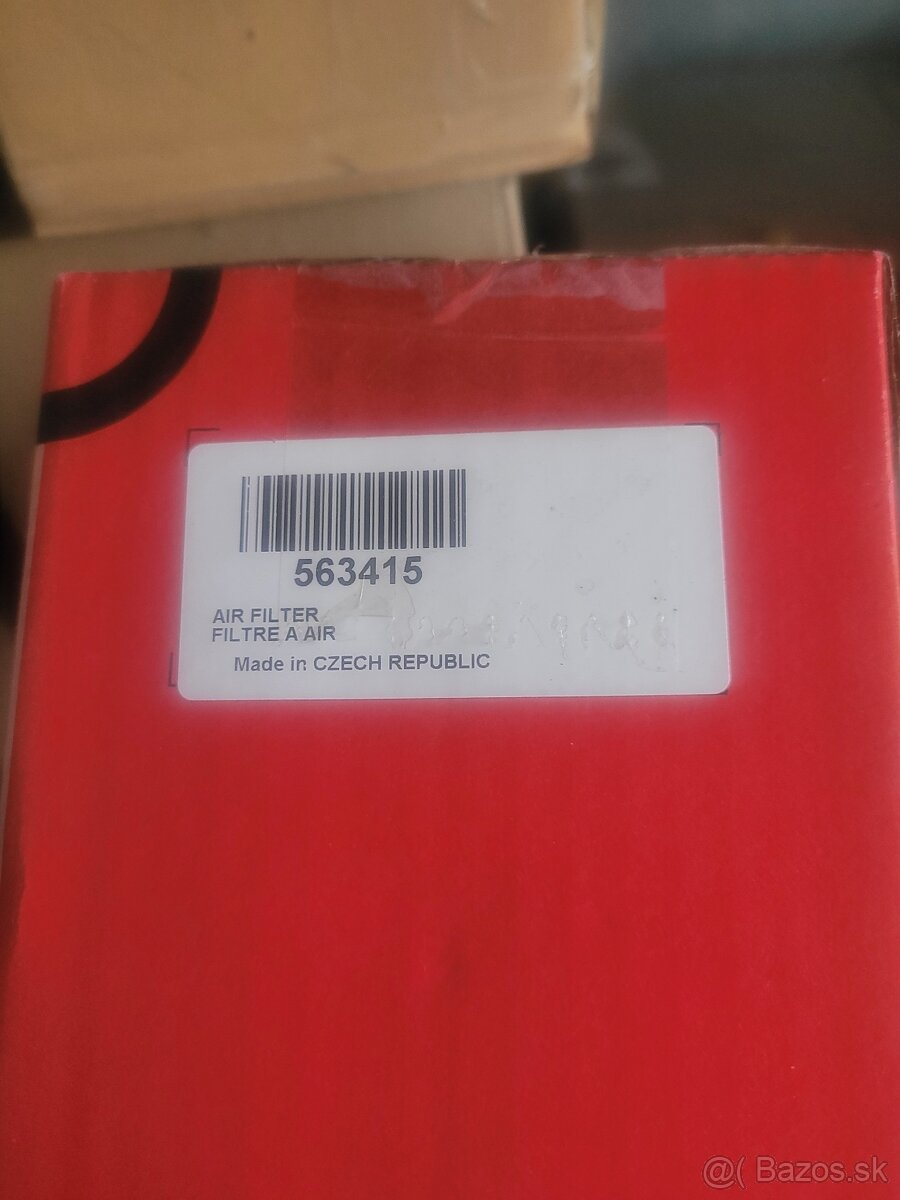 563415
AIR FILTER
FILTRE A AIR
Made in CZECH REPUBLIC
@( Bazos.sk